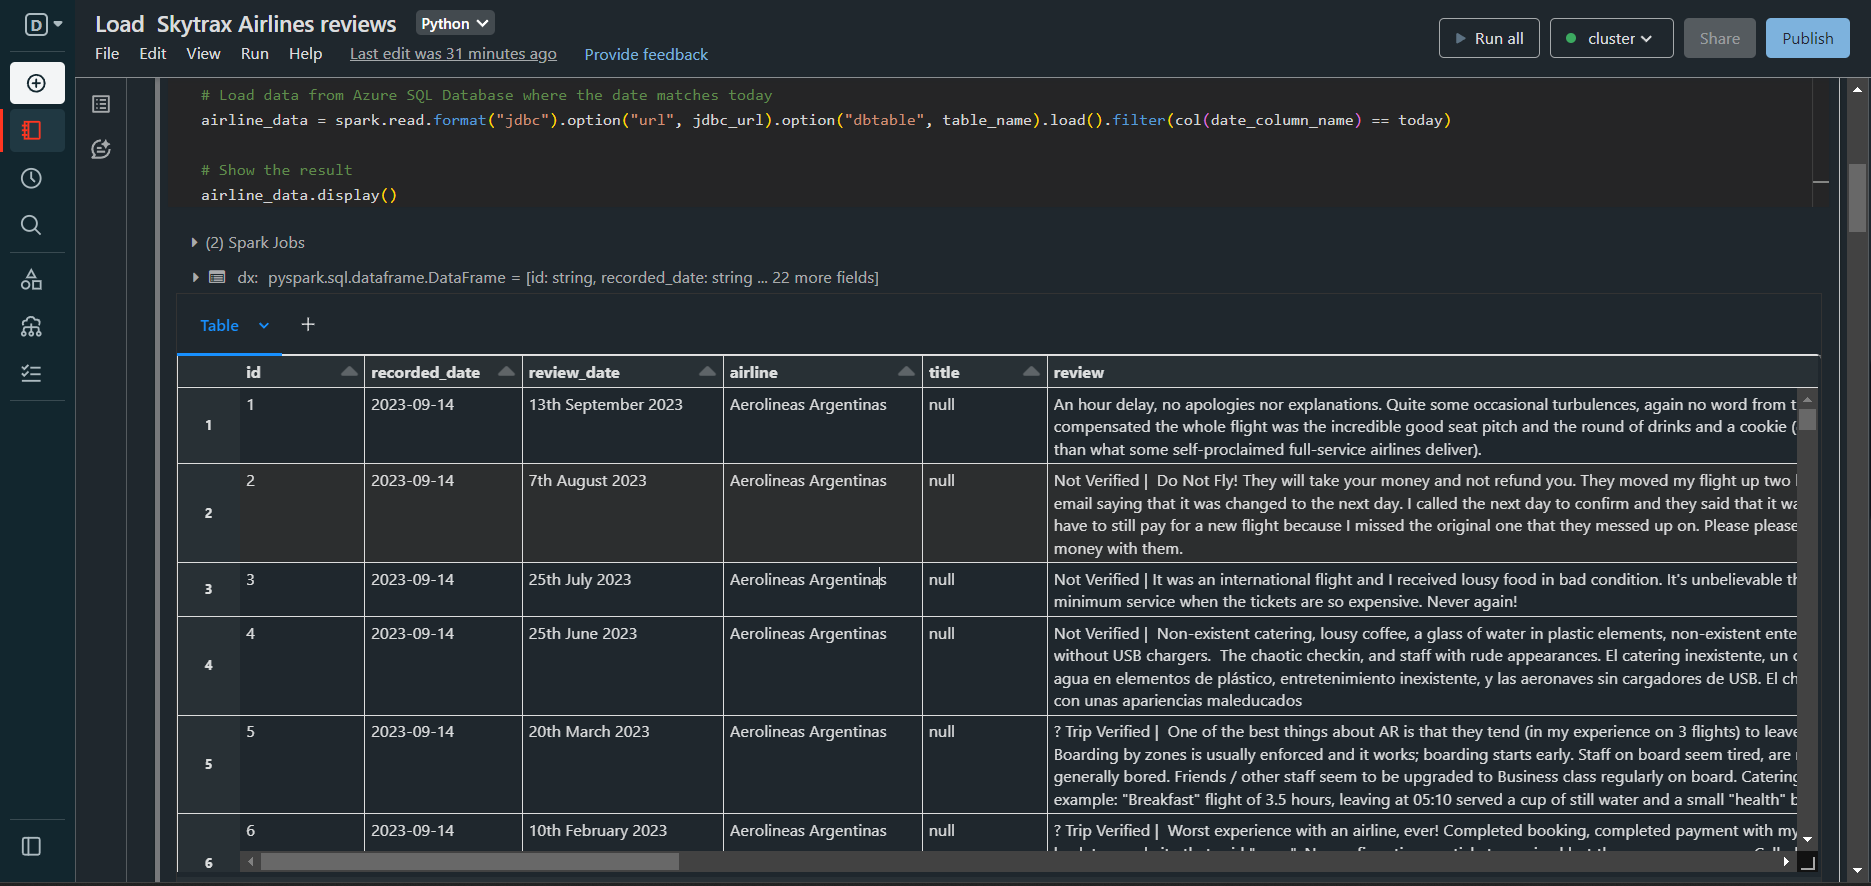 D
Load Skytrax Airlines reviews Python
File Edit View Run Help Last edit was 31 minutes ago Provide feedback
Run all cluster Share Publish
# Load data from Azure SQL Database where the date matches today
airline_data = spark.read.format("jdbc").option("url", jdbc_url).option("dbtable", table_name).load().filter(col(date_column_name) == today)
# Show the result
airline_data.display()
(2) Spark Jobs
dx: pyspark.sql.dataframe.DataFrame = [id: string, recorded_date: string ... 22 more fields]
Table +
id recorded_date review_date airline title review
1 1 2023-09-14 13th September 2023 Aerolineas Argentinas null An hour delay, no apologies nor explanations. Quite some occasional turbulences, again no word from
compensated the whole flight was the incredible good seat pitch and the round of drinks and a cookie (
than what some self-proclaimed full-service airlines deliver).
2 2 2023-09-14 7th August 2023 Aerolineas Argentinas null Not Verified | Do Not Fly! They will take your money and not refund you. They moved my flight up two
email saying that it was changed to the next day. I called the next day to confirm and they said that it
have to still pay for a new flight because I missed the original one that they messed up on. Please please
money with them.
3 3 2023-09-14 25th July 2023 Aerolineas Argentinas null Not Verified | It was an international flight and I received lousy food in bad condition. It's unbelievable
minimum service when the tickets are so expensive. Never again!
4 4 2023-09-14 25th June 2023 Aerolineas Argentinas null Not Verified | Non-existent catering, lousy coffee, a glass of water in plastic elements, non-existent ente
without USB chargers. The chaotic checkin, and staff with rude appearances. El catering inexistente, un
agua en elementos de plástico, entretenimiento inexistente, y las aeronaves sin cargadores de USB. El ch
con unas apariencias maleducados
5 5 2023-09-14 20th March 2023 Aerolineas Argentinas null ? Trip Verified | One of the best things about AR is that they tend (in my experience on 3 flights) to leave
Boarding by zones is usually enforced and it works; boarding starts early. Staff on board seem tired, are
generally bored. Friends / other staff seem to be upgraded to Business class regularly on board. Catering
example: "Breakfast" flight of 3.5 hours, leaving at 05:10 served a cup of still water and a small "health"
6 6 2023-09-14 10th February 2023 Aerolineas Argentinas null ? Trip Verified | Worst experience with an airline, ever! Completed booking, completed payment with my